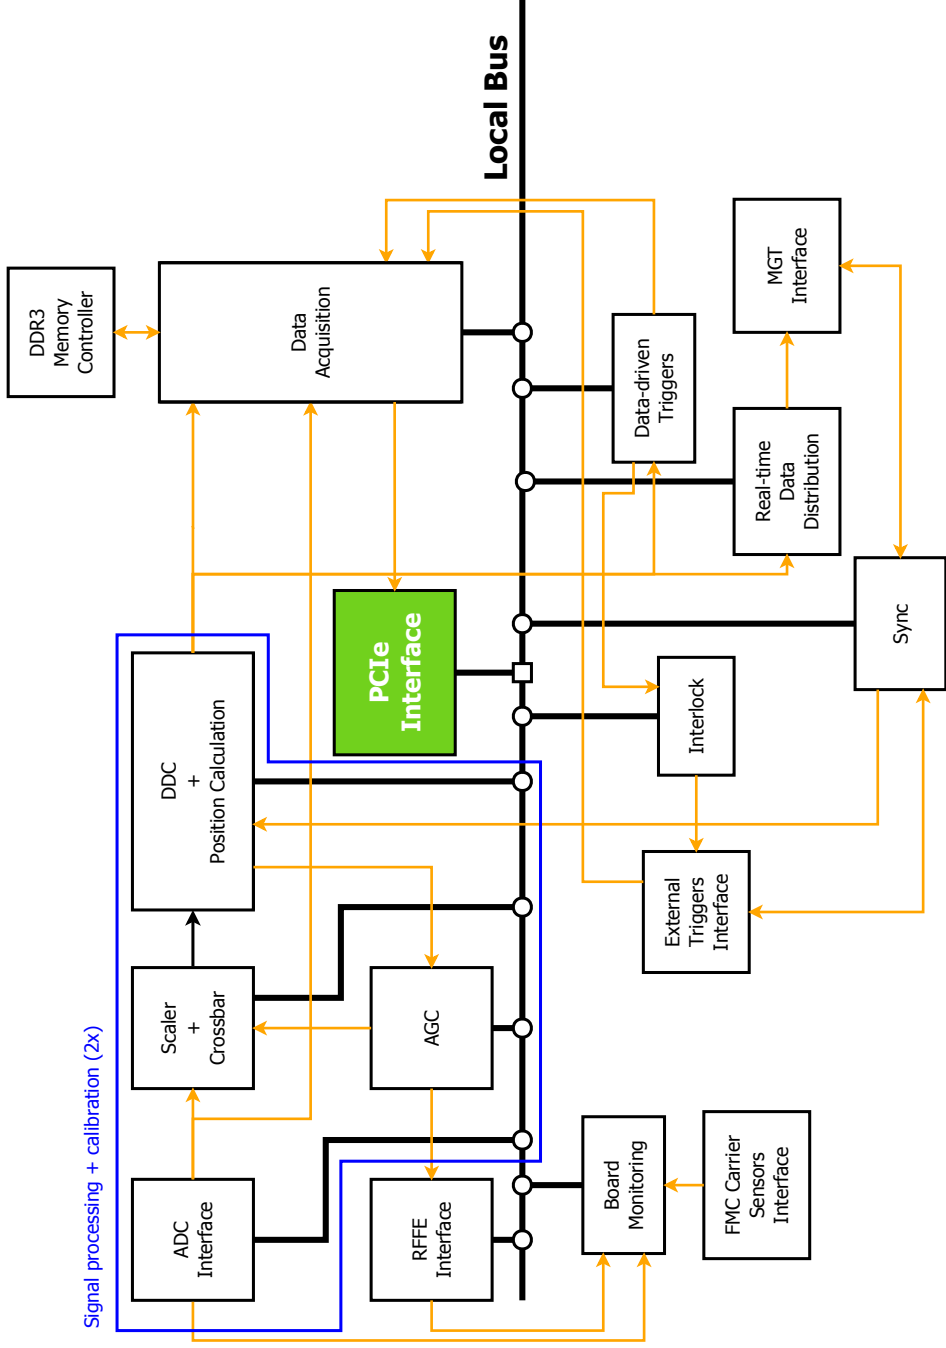 Signal processing + calibration (2x)
ADC
Interface
Scaler
+
Crossbar
DDC
+
Position Calculation
Data
Acquisition
DDR3
Memory
Controller
RFFE
Interface
AGC
PCIe
Interface
Local Bus
Board
Monitoring
FMC Carrier
Sensors
Interface
External
Triggers
Interface
Interlock
Sync
Data-driven
Triggers
Real-time
Data
Distribution
MGT
Interface